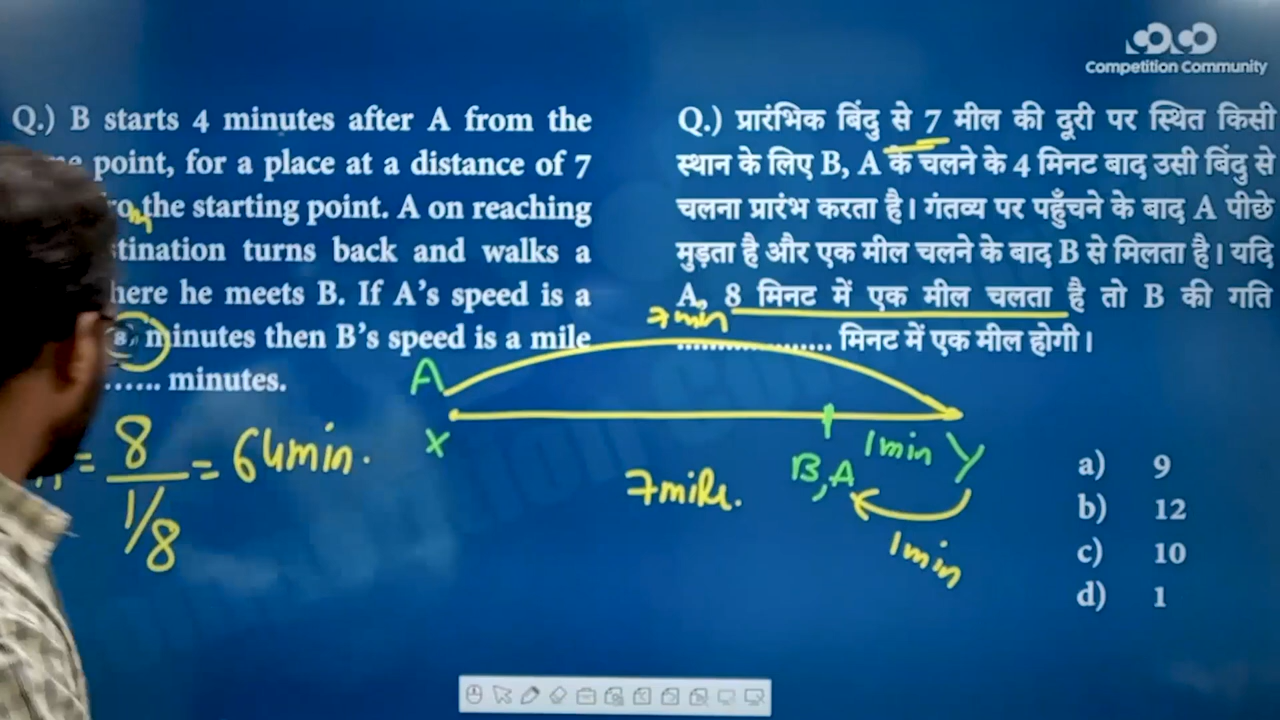 Competition Community
Q.) B starts 4 minutes after A from the
point, for a place at a distance of 7
the starting point. A on reaching
turns back and walks a
he meets B. If A's speed is a
8, minutes then B's speed is a mile
...... minutes.
Q.) प्रारंभिक बिंदु से 7 मील की दूरी पर स्थित किसी
स्थान के लिए B, A के चलने के 4 मिनट बाद उसी बिंदु से
चलना प्रारंभ करता है। गंतव्य पर पहुँचने के बाद A पीछे
मुड़ता है और एक मील चलने के बाद B से मिलता है। यदि
A, 8 मिनट में एक मील चलता है तो B की गति
.................. मिनट में एक मील होगी।
7min
A
X
B, A
1min Y
7mile.
1min
= 8 / 1/8 = 64min.
a) 9
b) 12
c) 10
d) 1